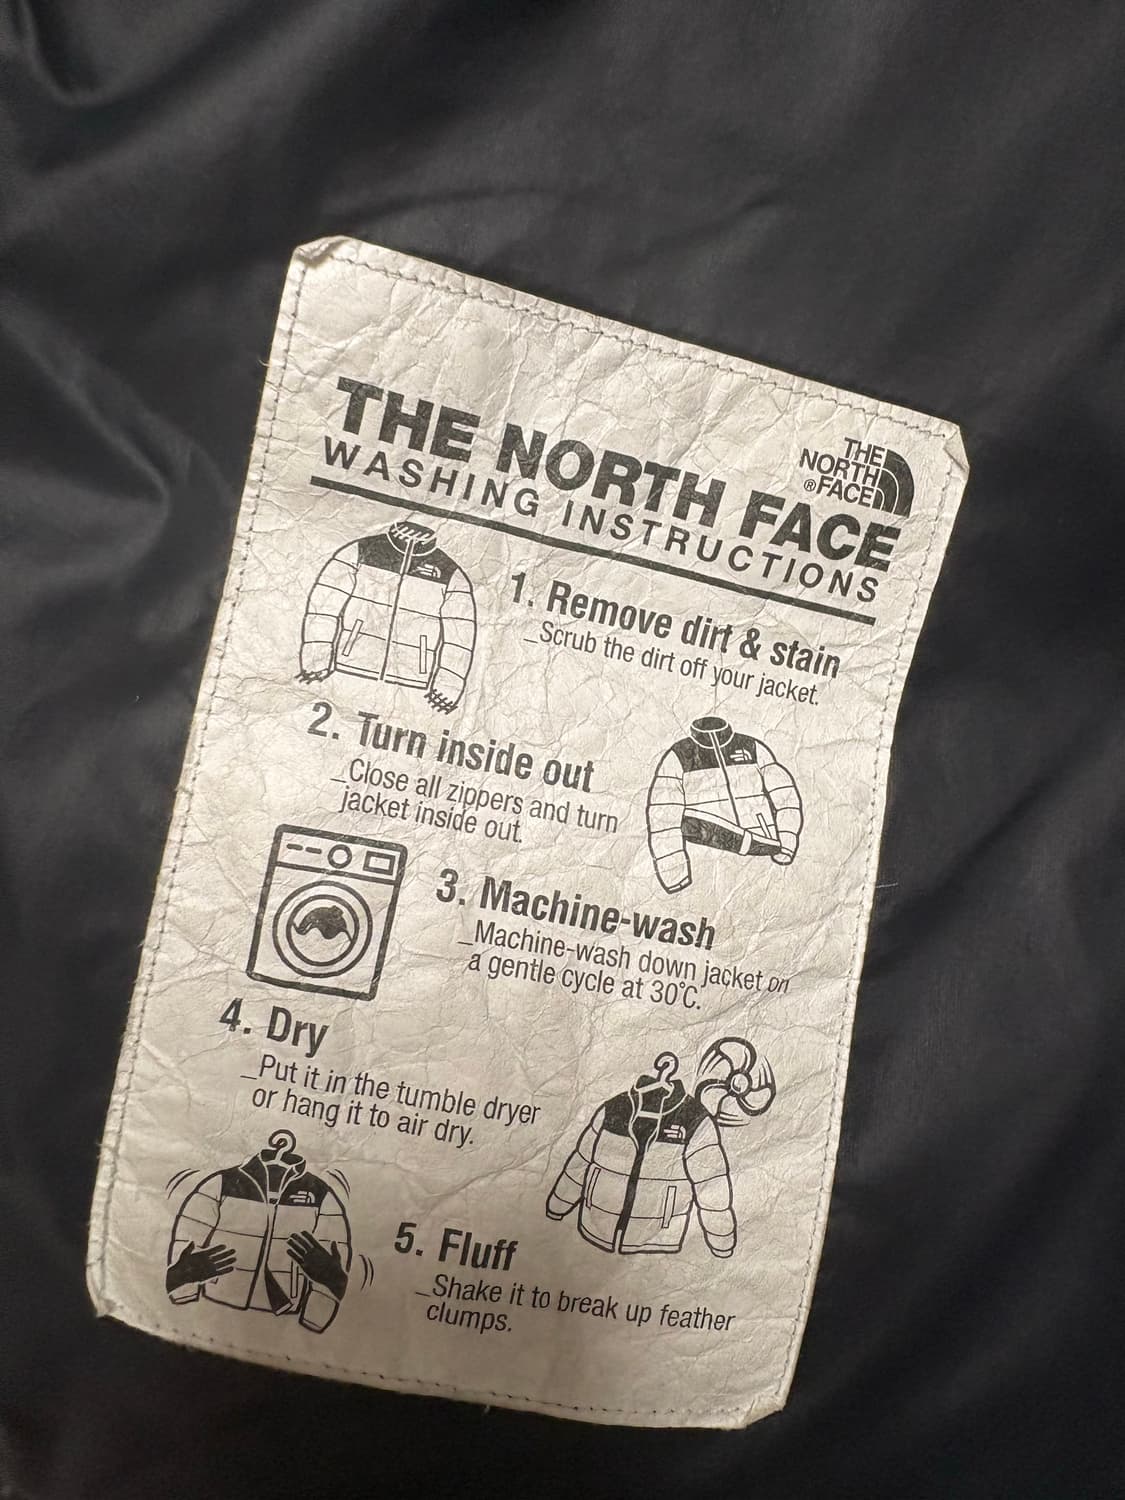 THE NORTH FACE
WASHING INSTRUCTIONS
THE
NORTH
®FACE
1. Remove dirt & stain
_Scrub the dirt off your jacket.
2. Turn inside out
_Close all zippers and turn
jacket inside out.
3. Machine-wash
_Machine-wash down jacket on
a gentle cycle at 30°C.
4. Dry
_Put it in the tumble dryer
or hang it to air dry.
5. Fluff
_Shake it to break up feather
clumps.